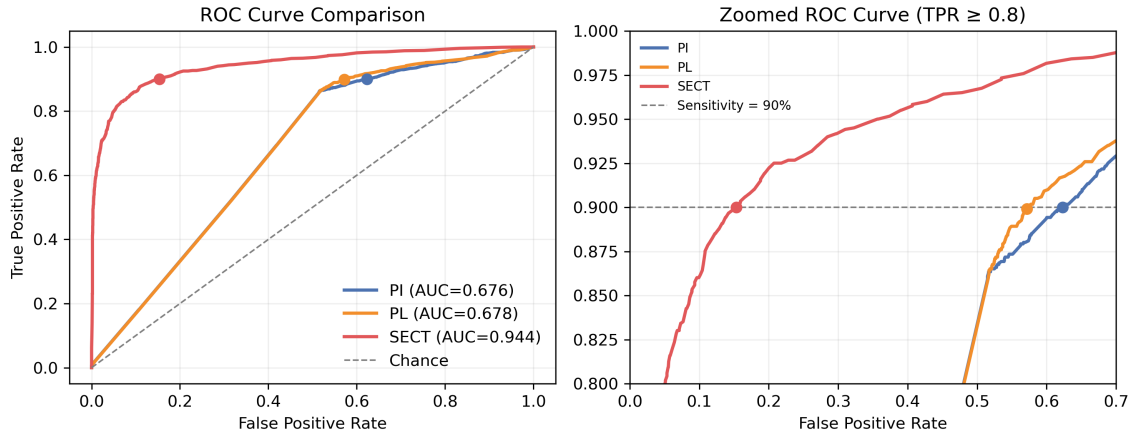 ROC Curve Comparison
True Positive Rate
1.0
0.8
0.6
0.4
0.2
0.0
PI (AUC=0.676)
PL (AUC=0.678)
SECT (AUC=0.944)
Chance
0.0 0.2 0.4 0.6 0.8 1.0
False Positive Rate
Zoomed ROC Curve (TPR ≥ 0.8)
1.000
0.975
0.950
0.925
0.900
0.875
0.850
0.825
0.800
PI
PL
SECT
Sensitivity = 90%
0.0 0.1 0.2 0.3 0.4 0.5 0.6 0.7
False Positive Rate